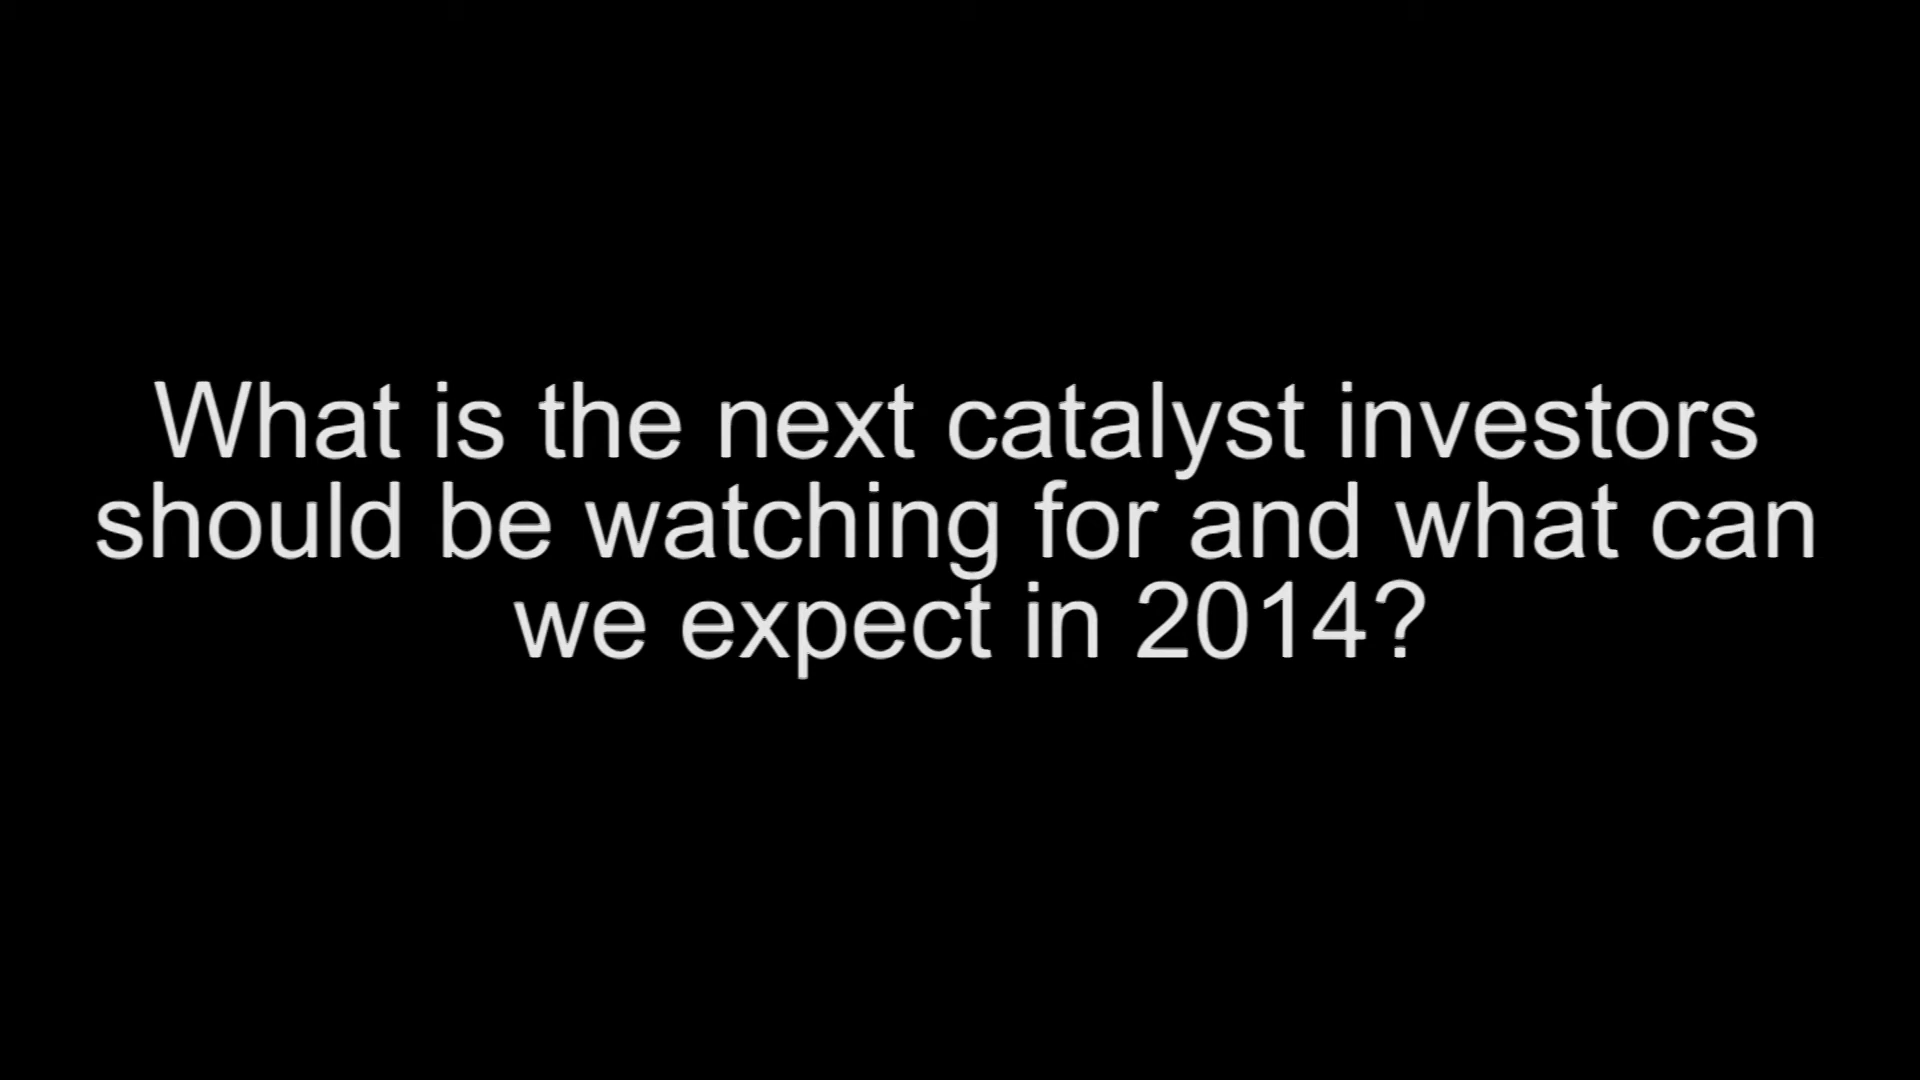 What is the next catalyst investors
should be watching for and what can
we expect in 2014?